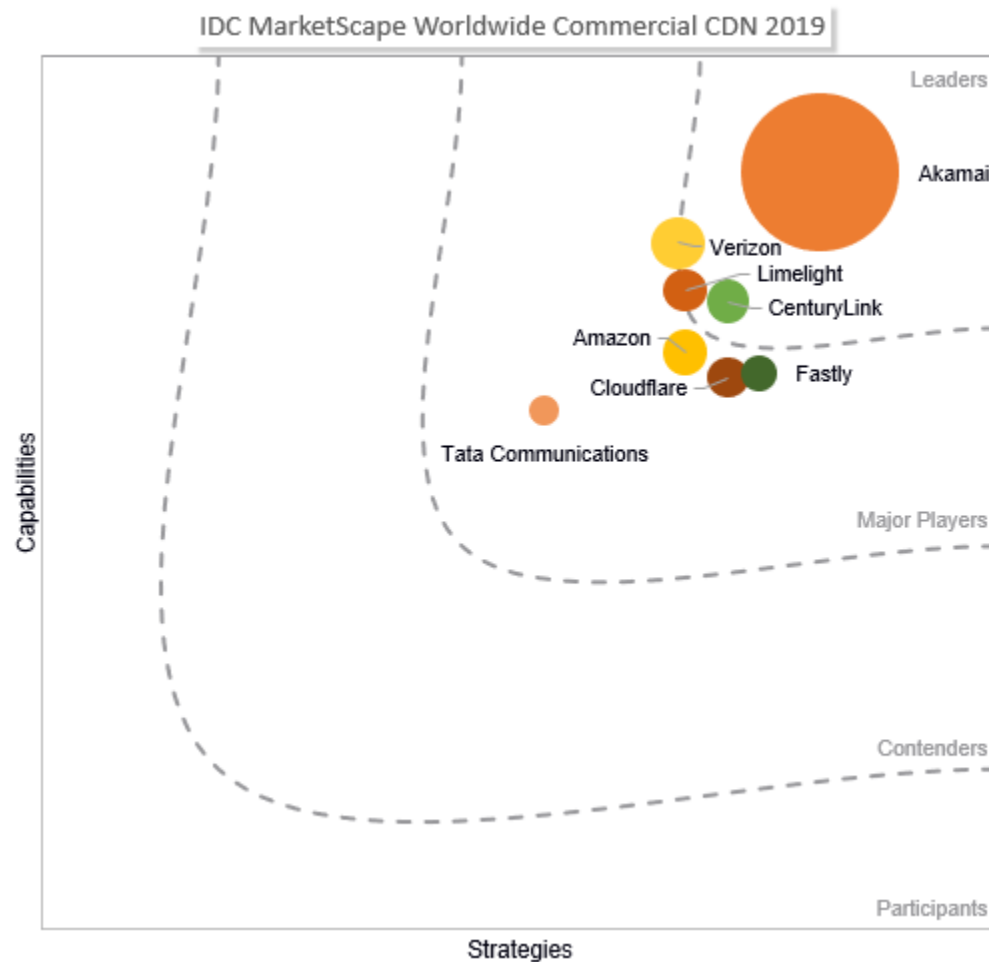 IDC MarketScape Worldwide Commercial CDN 2019
Leaders
Akamai
Verizon
Limelight
CenturyLink
Amazon
Fastly
Cloudflare
Tata Communications
Capabilities
Major Players
Contenders
Participants
Strategies